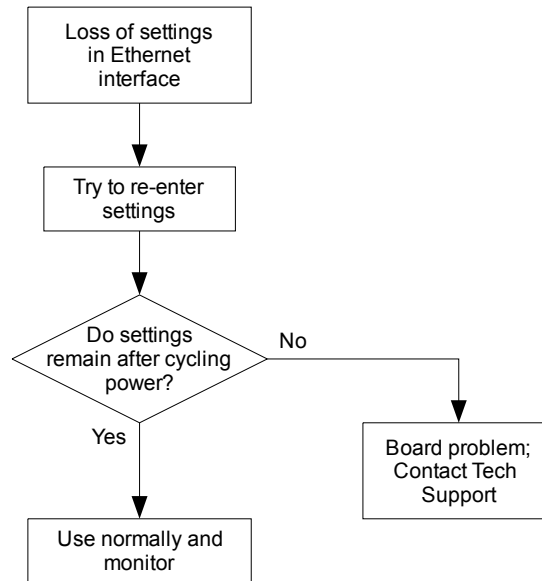 Loss of settings
in Ethernet
interface
Try to re-enter
settings
Do settings
remain after cycling
power?
No
Yes
Board problem;
Contact Tech
Support
Use normally and
monitor